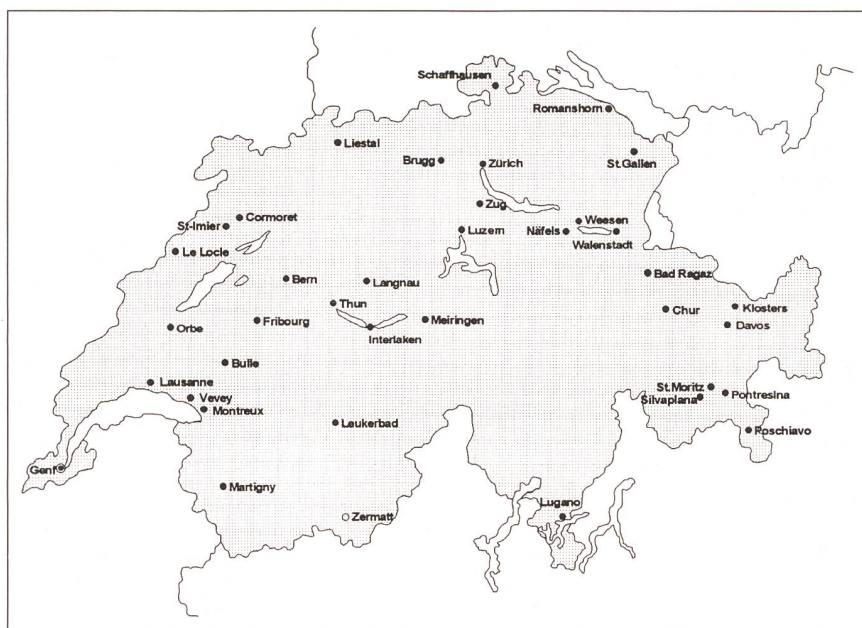 Schaffhausen
Romanshorn
Liestal
Brugg
Zürich
St.Gallen
Zug
Cormoret
St-Imier
Luzern
Näfels
Weesen
Walenstadt
Le Locle
Bern
Langnau
Bad Ragaz
Thun
Chur
Klosters
Orbe
Fribourg
Meiringen
Davos
Interlaken
Bulle
Lausanne
St.Moritz
Pontresina
Silvaplana
Vevey
Montreux
Leukerbad
Poschiavo
Genf
Martigny
Lugano
Zermatt